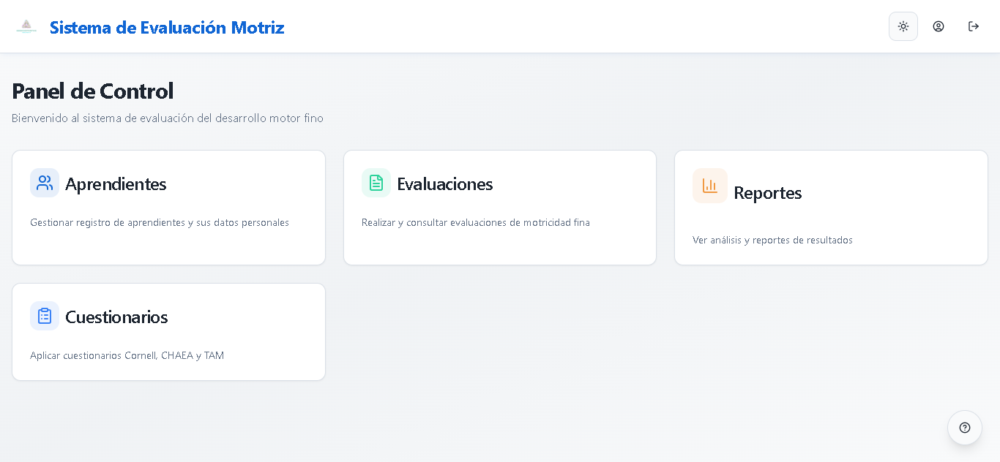 Sistema de Evaluación Motriz
Panel de Control
Bienvenido al sistema de evaluación del desarrollo motor fino
Aprendientes
Gestionar registro de aprendientes y sus datos personales
Evaluaciones
Realizar y consultar evaluaciones de motricidad fina
Reportes
Ver análisis y reportes de resultados
Cuestionarios
Aplicar cuestionarios Cornell, CHAEA y TAM